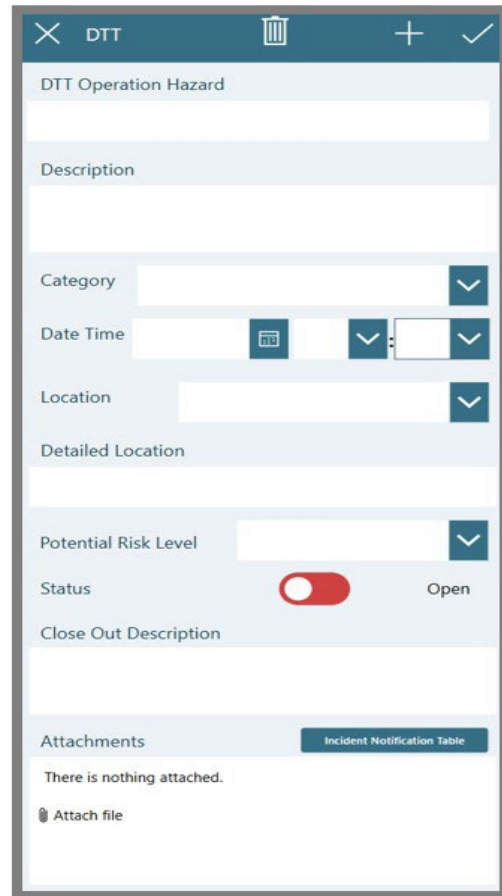 DTT
DTT Operation Hazard
Description
Category
Date Time
:
Location
Detailed Location
Potential Risk Level
Status Open
Close Out Description
Attachments Incident Notification Table
There is nothing attached.
Attach file